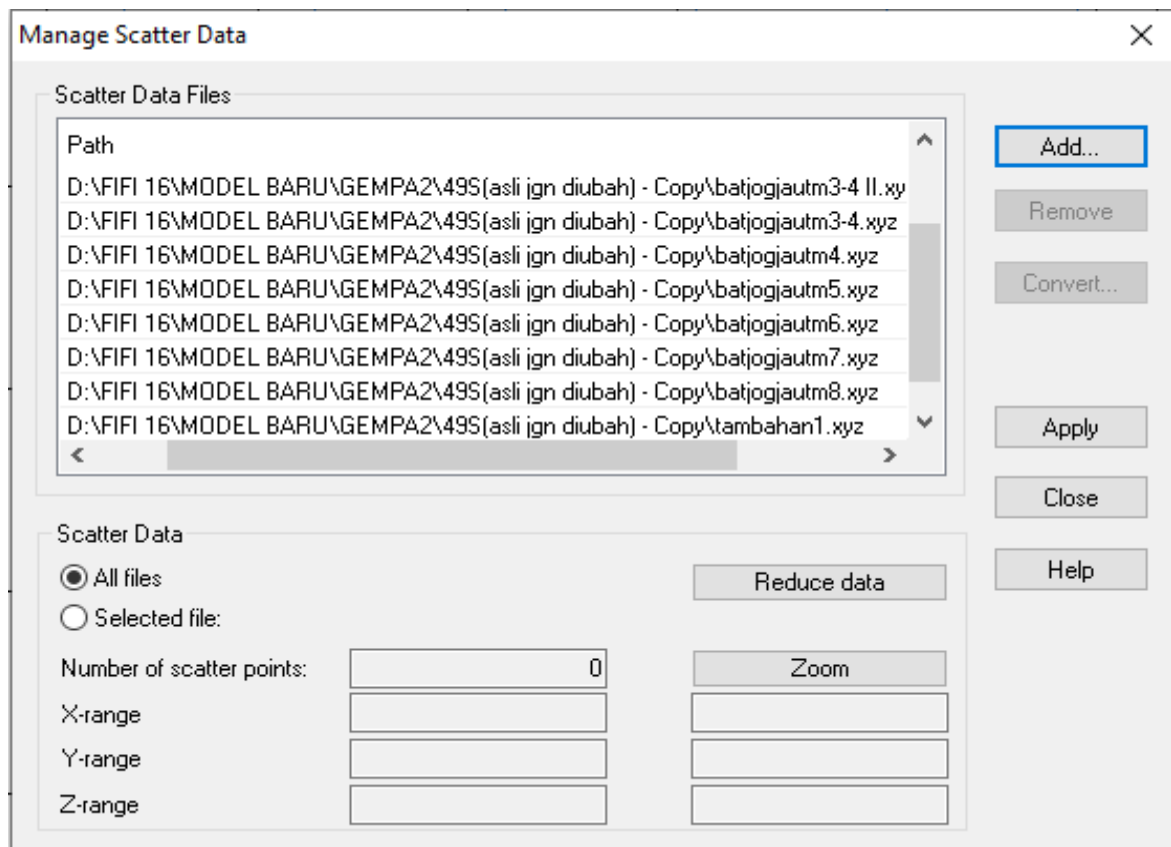 Manage Scatter Data
Scatter Data Files
Path
D:\FIFI 16\MODEL BARU\GEMPA2\49S(asli jgn diubah) - Copy\batjogjautm3-4 II.xy
D:\FIFI 16\MODEL BARU\GEMPA2\49S(asli jgn diubah) - Copy\batjogjautm3-4.xyz
D:\FIFI 16\MODEL BARU\GEMPA2\49S(asli jgn diubah) - Copy\batjogjautm4.xyz
D:\FIFI 16\MODEL BARU\GEMPA2\49S(asli jgn diubah) - Copy\batjogjautm5.xyz
D:\FIFI 16\MODEL BARU\GEMPA2\49S(asli jgn diubah) - Copy\batjogjautm6.xyz
D:\FIFI 16\MODEL BARU\GEMPA2\49S(asli jgn diubah) - Copy\batjogjautm7.xyz
D:\FIFI 16\MODEL BARU\GEMPA2\49S(asli jgn diubah) - Copy\batjogjautm8.xyz
D:\FIFI 16\MODEL BARU\GEMPA2\49S(asli jgn diubah) - Copy\tambahan1.xyz
Add...
Remove
Convert...
Apply
Close
Help
Scatter Data
All files
Reduce data
Selected file:
Number of scatter points: 0
Zoom
X-range
Y-range
Z-range